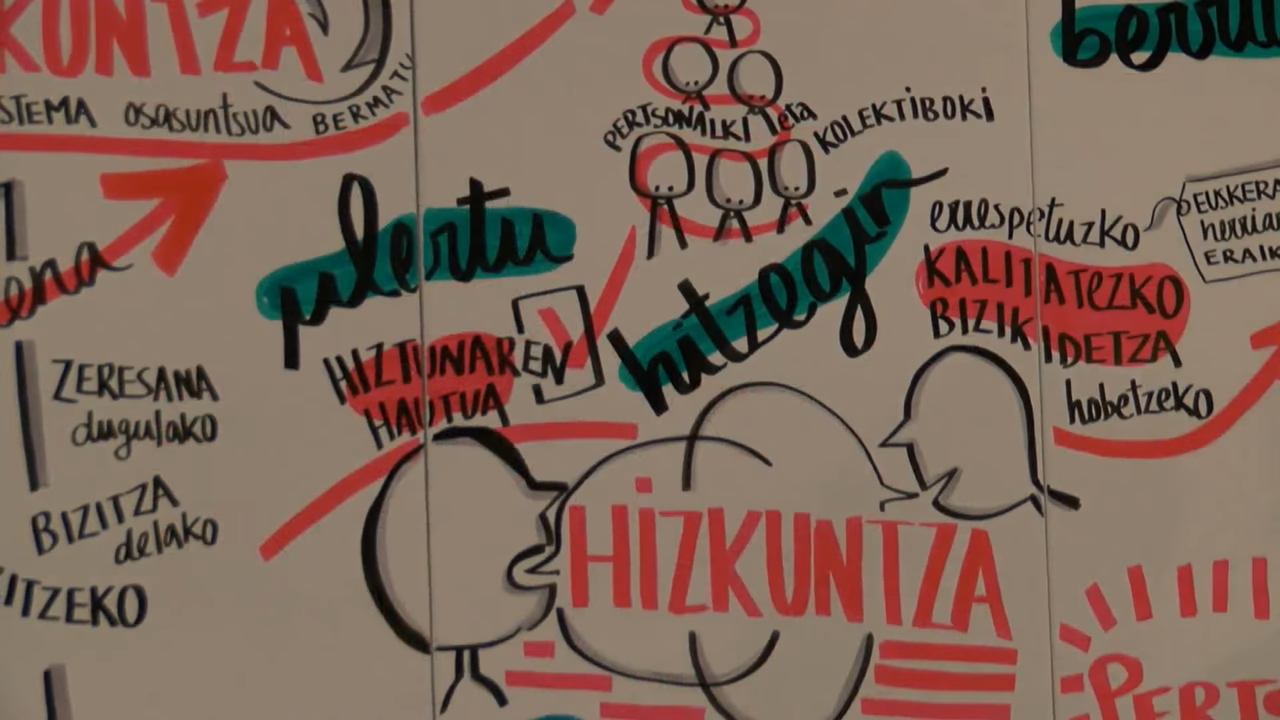 KUNTZA
osasuntsua BERMATU
ulertu
HIZTUNAREN
HAUTUA
PERTSONALKI eta KOLEKTIBOKI
hitzegin
errespetuzko
KALITATEZKO
BIZIKIDETZA
hobetzeko
EUSKERA
ERAIK
ZERESANA
dugulako
BIZITZA
delako
ITZEKO
HIZKUNTZA